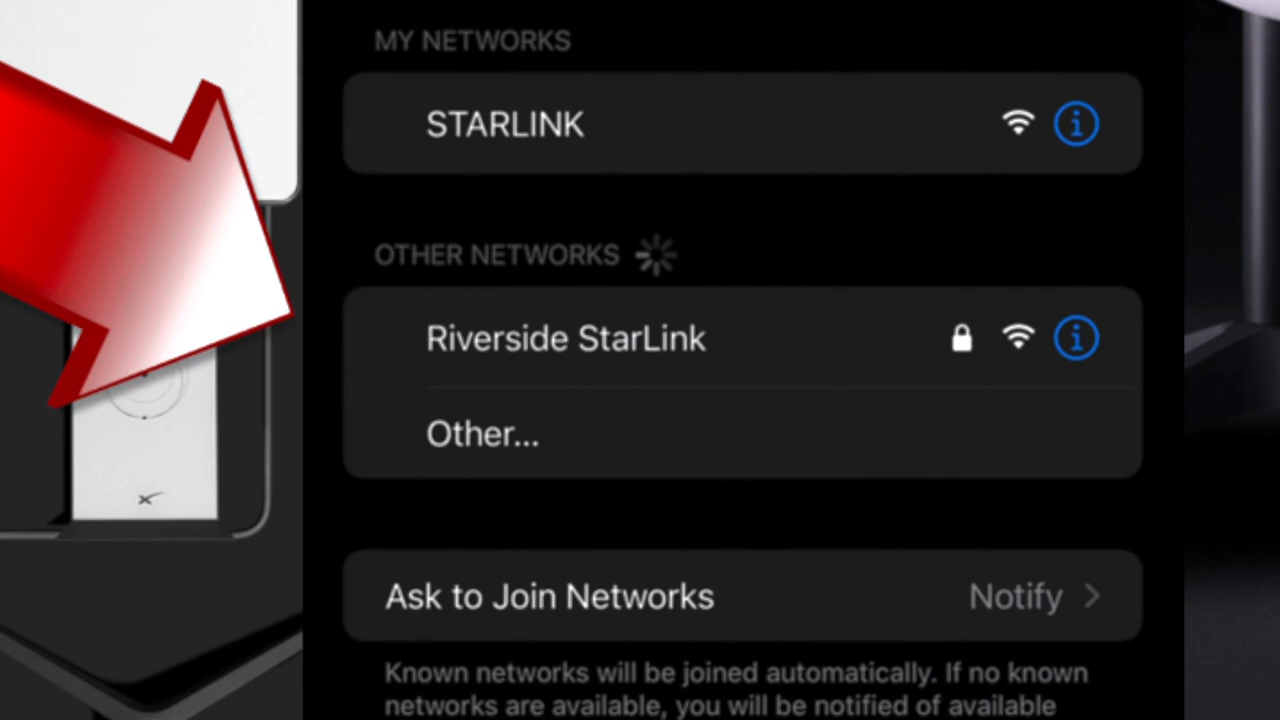 MY NETWORKS
STARLINK
OTHER NETWORKS
Riverside StarLink
Other...
Ask to Join Networks Notify
Known networks will be joined automatically. If no known
networks are available, you will be notified of available